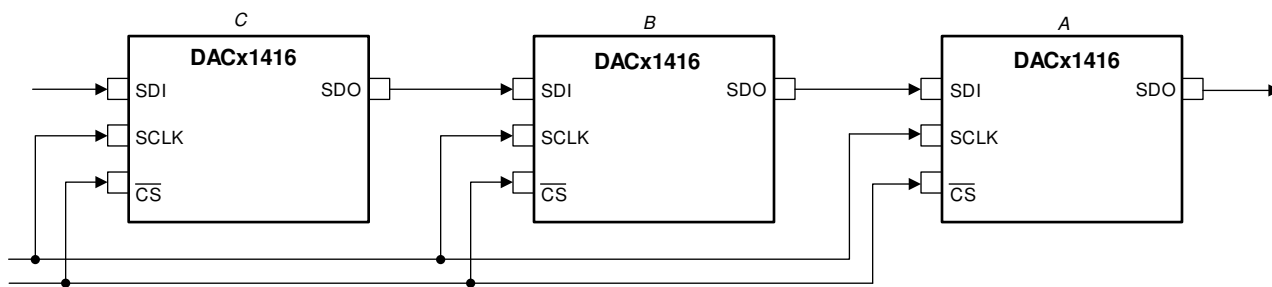 C
DACx1416
SDI
SDO
SCLK
CS
B
DACx1416
SDI
SDO
SCLK
CS
A
DACx1416
SDI
SDO
SCLK
CS